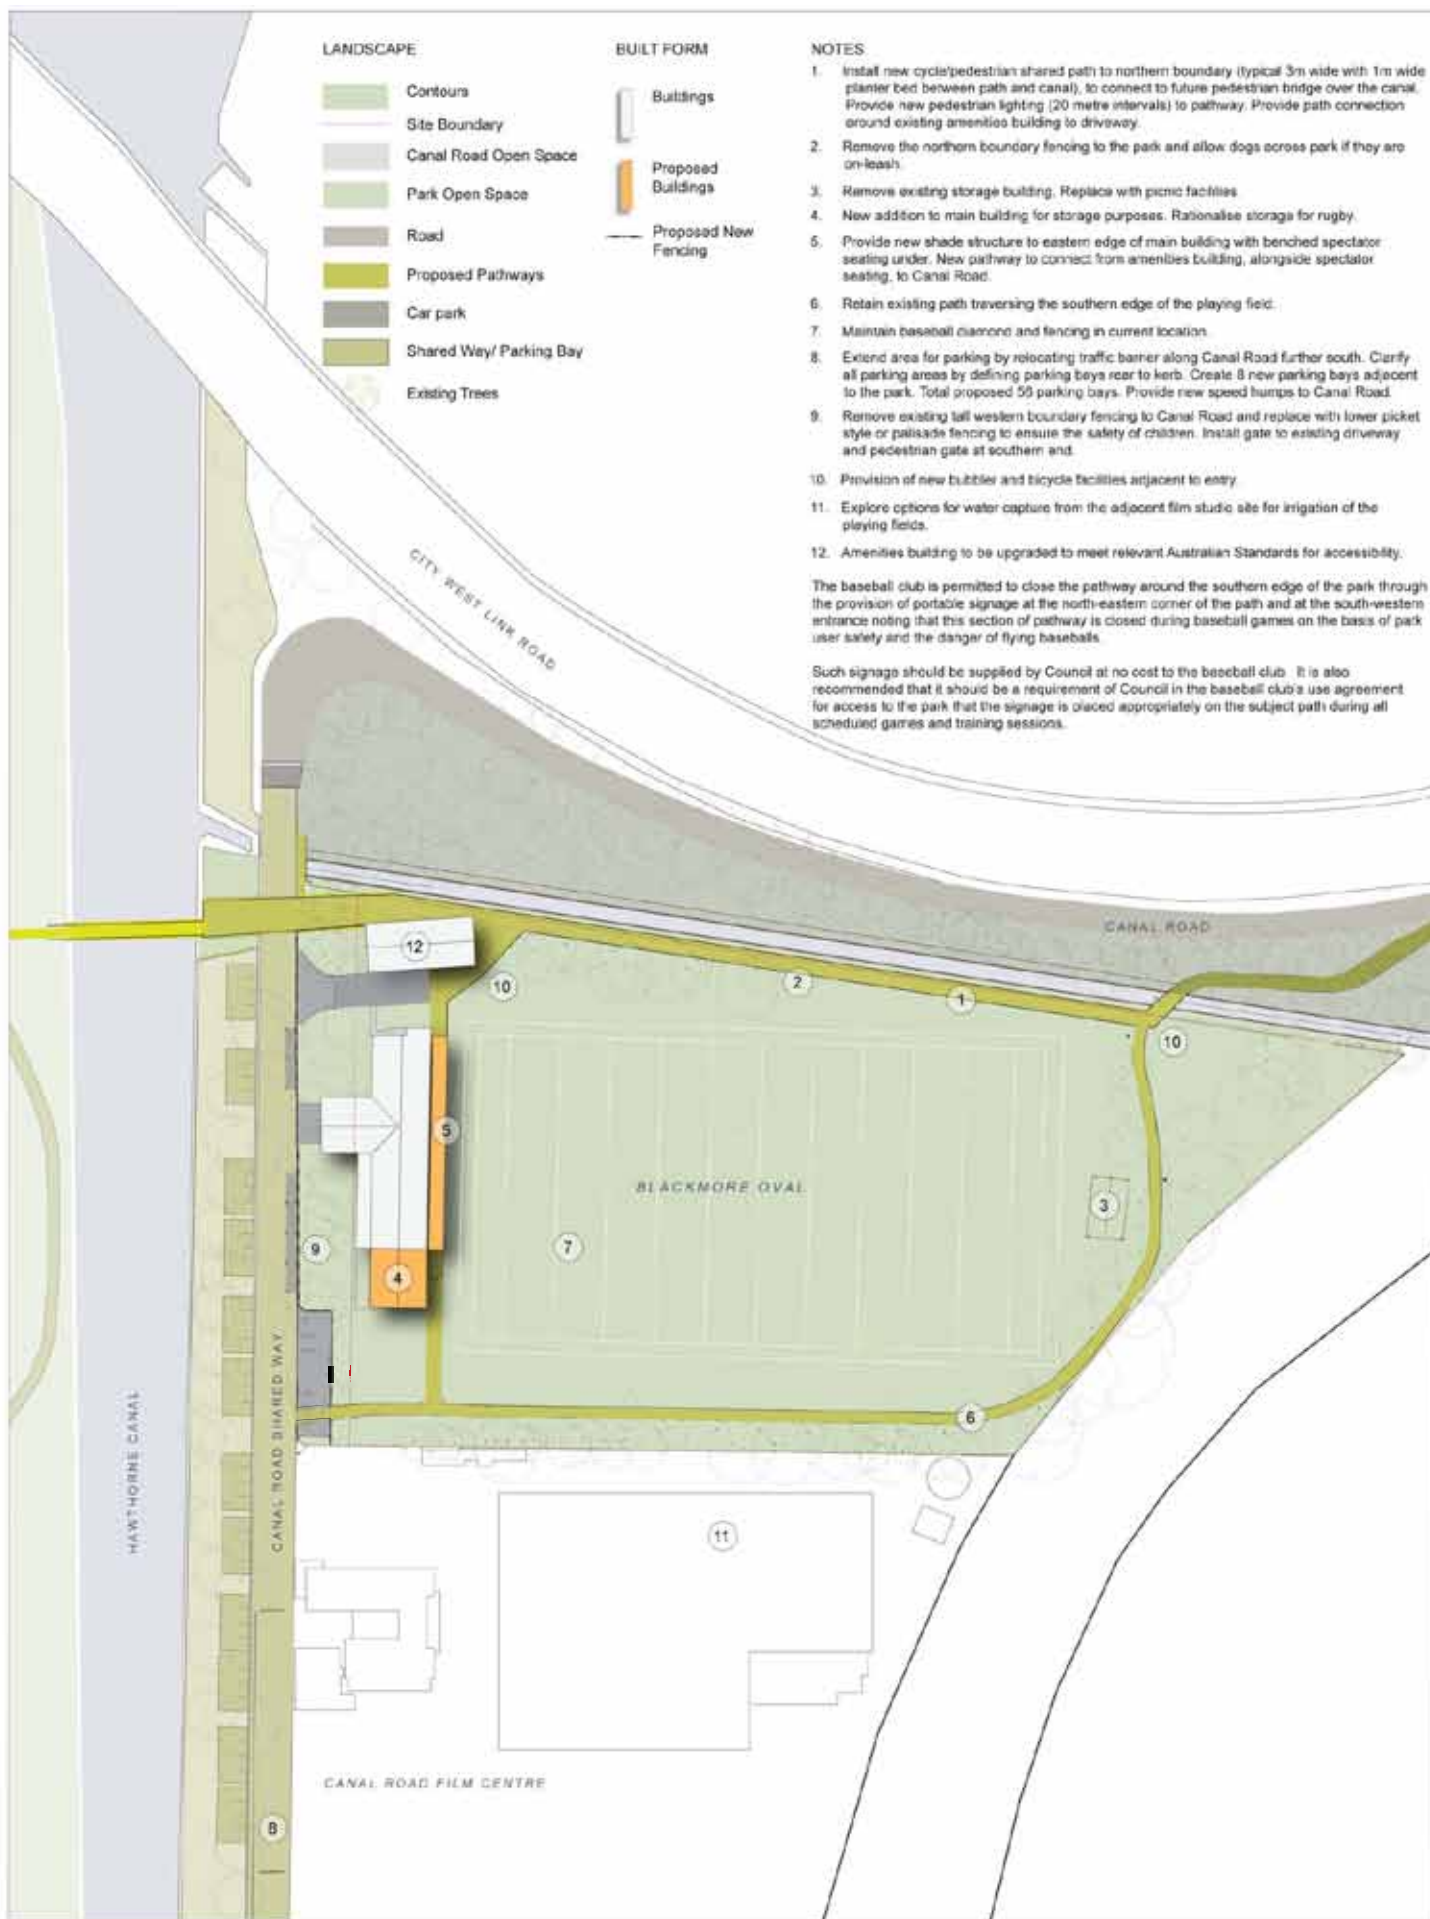 LANDSCAPE
Contours
Site Boundary
Canal Road Open Space
Park Open Space
Road
Proposed Pathways
Car park
Shared Way/ Parking Bay
Existing Trees
BUILT FORM
Buildings
Proposed
Buildings
Proposed New
Fencing
NOTES
1. Install new cycle/pedestrian shared path to northern boundary (typical 3m wide with 1m wide
planter bed between path and canal), to connect to future pedestrian bridge over the canal.
Provide new pedestrian lighting (20 metre intervals) to pathway. Provide path connection
around existing amenities building to driveway.
2. Remove the northern boundary fencing to the park and allow dogs across park if they are
on-leash.
3. Remove existing storage building. Replace with picnic facilities
4. New addition to main building for storage purposes. Rationalise storage for rugby.
5. Provide new shade structure to eastern edge of main building with benched spectator
seating under. New pathway to connect from amenities building, alongside spectator
seating, to Canal Road.
6. Retain existing path traversing the southern edge of the playing field.
7. Maintain baseball diamond and fencing in current location.
8. Extend area for parking by relocating traffic barrier along Canal Road further south. Clarify
all parking areas by defining parking bays rear to kerb. Create 8 new parking bays adjacent
to the park. Total proposed 56 parking bays. Provide new speed humps to Canal Road.
9. Remove existing tall western boundary fencing to Canal Road and replace with lower picket
style or palisade fencing to ensure the safety of children. Install gate to existing driveway
and pedestrian gate at southern end.
10. Provision of new bubbler and bicycle facilities adjacent to entry
11. Explore options for water capture from the adjacent film studio site for irrigation of the
playing fields.
12. Amenities building to be upgraded to meet relevant Australian Standards for accessibility.
The baseball club is permitted to close the pathway around the southern edge of the park through
the provision of portable signage at the north-eastern corner of the path and at the south-western
entrance noting that this section of pathway is closed during baseball games on the basis of park
user safety and the danger of flying baseballs.
Such signage should be supplied by Council at no cost to the baseball club. It is also
recommended that it should be a requirement of Council in the baseball club's use agreement
for access to the park that the signage is placed appropriately on the subject path during all
scheduled games and training sessions.
CITY WEST LINK ROAD
CANAL ROAD
12
10
2
1
10
5
BLACKMORE OVAL
3
9
7
4
6
HAWTHORNE CANAL
CANAL ROAD SHARED WAY
11
CANAL ROAD FILM CENTRE
8